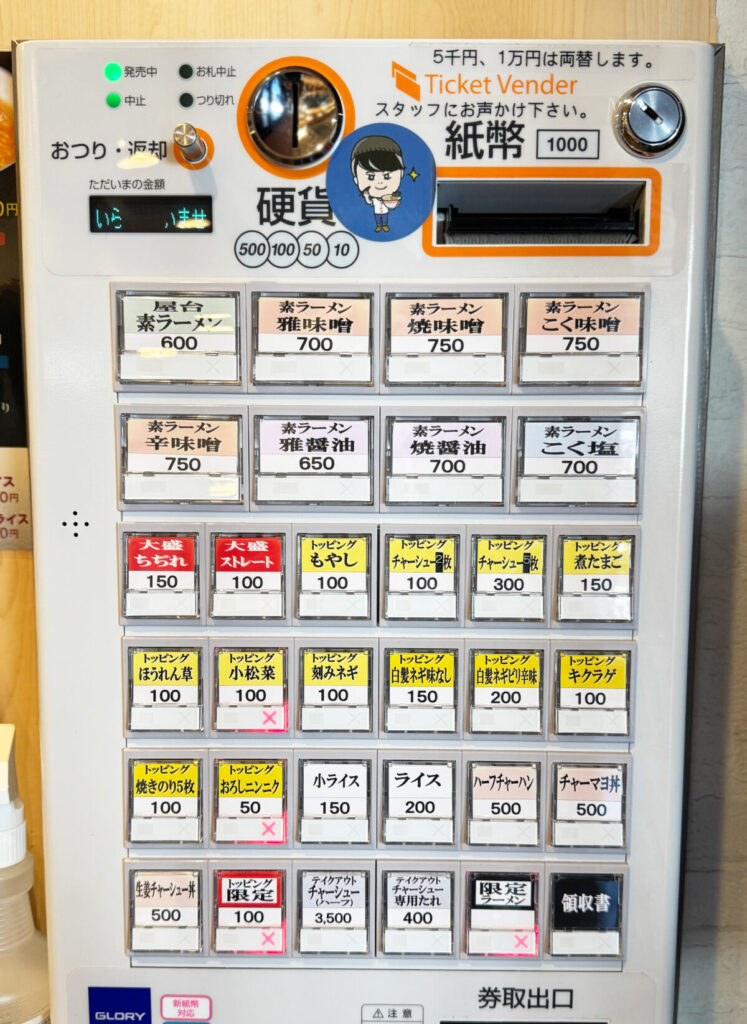 5千円、1万円は両替します。
発売中
お札中止
Ticket Vender
中止
つり切れ
スタッフにお声かけ下さい。
おつり・返却
紙幣
1000
ただいまの金額
いら いませ
硬貨
500 100 50 10
屋台
素ラーメン
600
素ラーメン
雅味噌
700
素ラーメン
焼味噌
750
素ラーメン
こく味噌
750
素ラーメン
辛味噌
750
素ラーメン
雅醤油
650
素ラーメン
焼醤油
700
素ラーメン
こく塩
700
大盛
ちぢれ
150
大盛
ストレート
100
トッピング
もやし
100
トッピング
チャーシュー2枚
100
トッピング
チャーシュー5枚
300
トッピング
煮たまご
150
トッピング
ほうれん草
100
トッピング
小松菜
100
トッピング
刻みネギ
100
トッピング
白髪ネギ味なし
150
トッピング
白髪ネギピリ辛味
200
トッピング
キクラゲ
100
トッピング
焼きのり5枚
100
トッピング
おろしニンニク
50
小ライス
150
ライス
200
ハーフチャーハン
500
チャーマヨ丼
500
生姜チャーシュー丼
500
トッピング
限定
100
テイクアウト
チャーシュー
(ハーフ)
3,500
テイクアウト
チャーシュー
専用たれ
400
限定
ラーメン
領収書
GLORY
新紙幣
対応
注意
券取出口